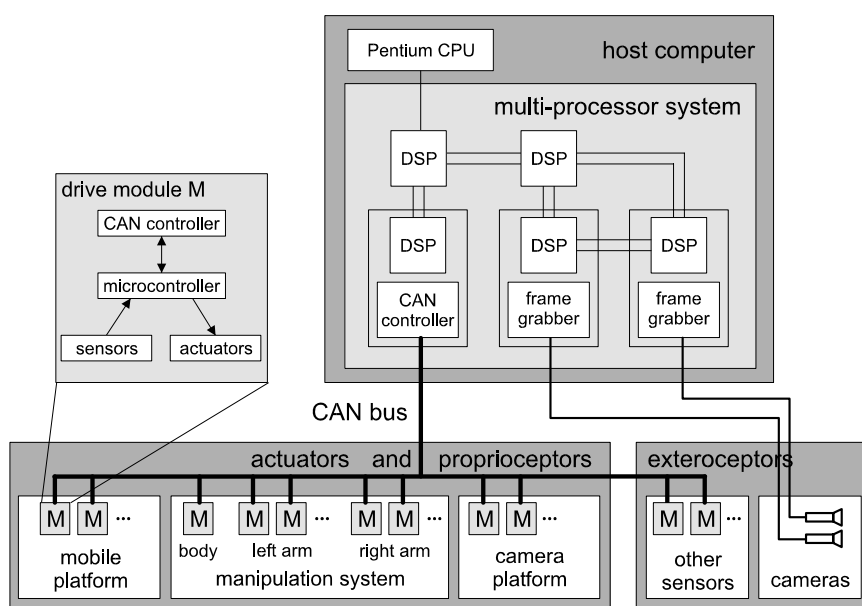 Pentium CPU
host computer
multi-processor system
DSP
DSP
drive module M
CAN controller
DSP
DSP
DSP
microcontroller
CAN
controller
frame
grabber
frame
grabber
sensors
actuators
CAN bus
actuators and proprioceptors
exteroceptors
M M ...
M
M M ...
M M ...
M M ...
M M ...
body
left arm
right arm
mobile
platform
manipulation system
camera
platform
other
sensors
cameras